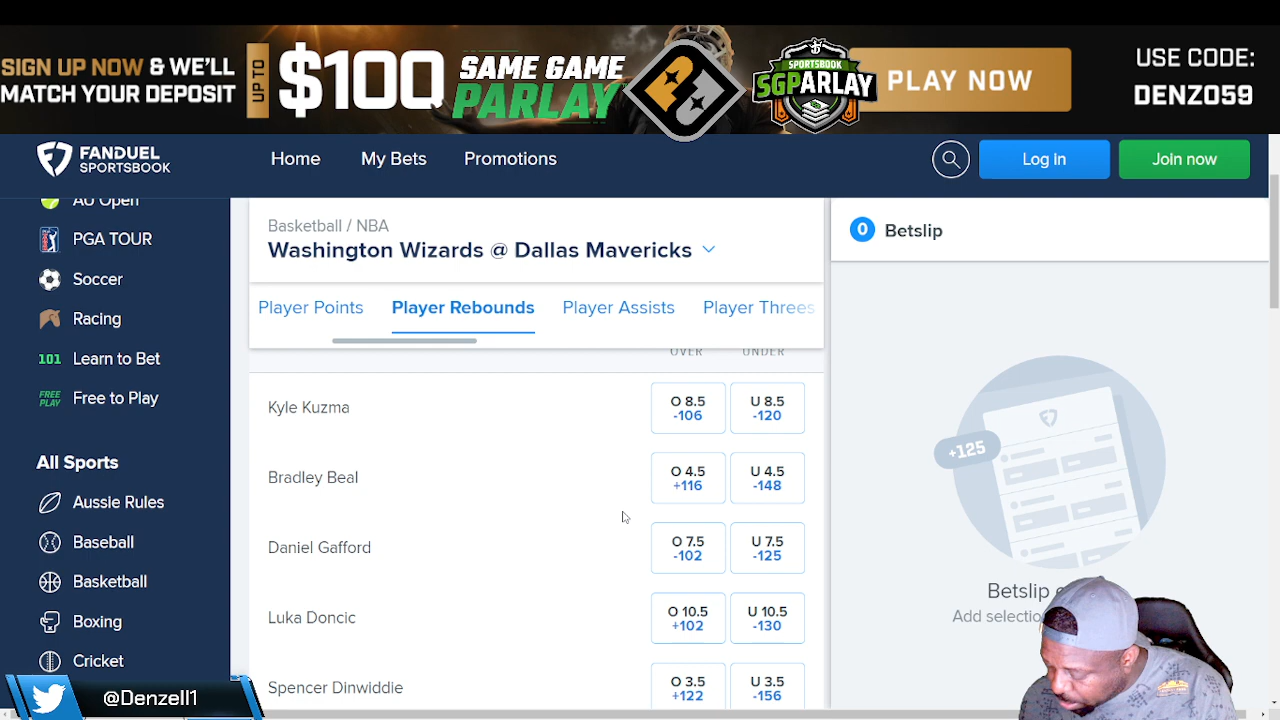 SIGN UP NOW & WE'LL
MATCH YOUR DEPOSIT
UP TO
$100
SAME GAME
PARLAY
SPORTSBOOK
SGPARLAY
PLAY NOW
USE CODE:
DENZO59
FANDUEL
SPORTSBOOK
Home
My Bets
Promotions
Log in
Join now
AU Open
PGA TOUR
Soccer
Racing
101
Learn to Bet
FREE
PLAY
Free to Play
All Sports
Aussie Rules
Baseball
Basketball
Boxing
Cricket
Basketball / NBA
Washington Wizards @ Dallas Mavericks
Player Points
Player Rebounds
Player Assists
Player Threes
OVER
UNDER
Kyle Kuzma
O 8.5
-106
U 8.5
-120
Bradley Beal
O 4.5
+116
U 4.5
-148
Daniel Gafford
O 7.5
-102
U 7.5
-125
Luka Doncic
O 10.5
+102
U 10.5
-130
Spencer Dinwiddie
O 3.5
+122
U 3.5
-156
0
Betslip
+125
Betslip
Add
@Denzell1